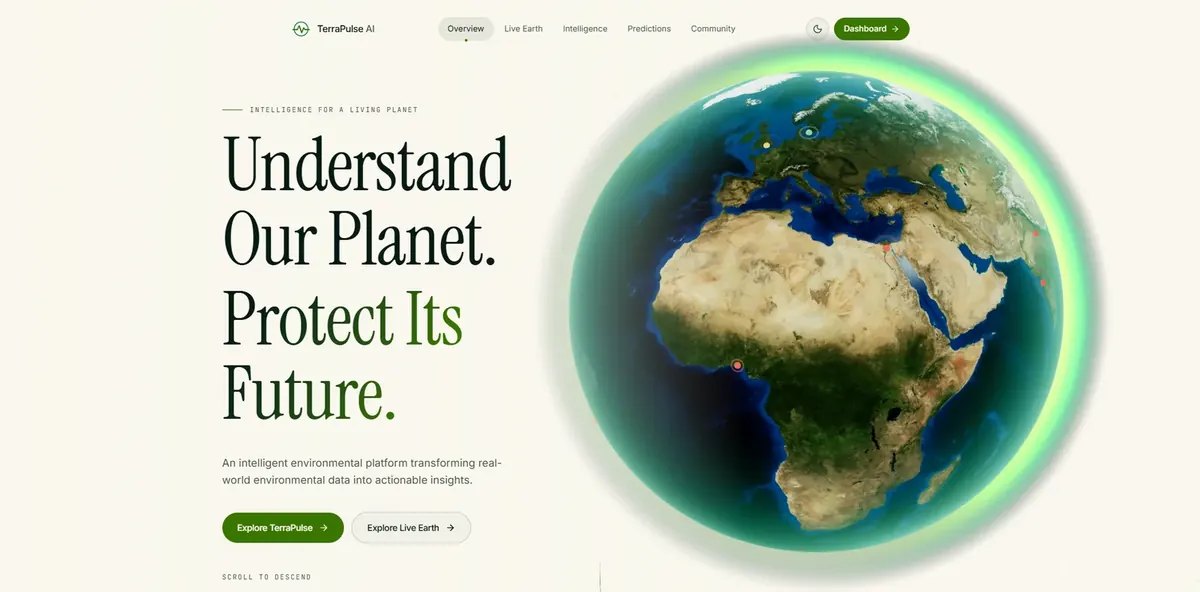 TerraPulse AI
Overview
Live Earth
Intelligence
Predictions
Community
Dashboard →
INTELLIGENCE FOR A LIVING PLANET
Understand
Our Planet.
Protect Its
Future.
An intelligent environmental platform transforming real-
world environmental data into actionable insights.
Explore TerraPulse →
Explore Live Earth →
SCROLL TO DESCEND